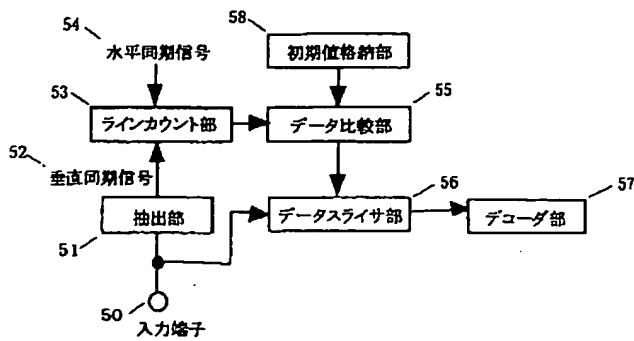 54
水平同期信号
58
初期値格納部
53
ラインカウント部
55
データ比較部
52
垂直同期信号
56
データスライサ部
57
デコーダ部
抽出部
51
50
入力端子